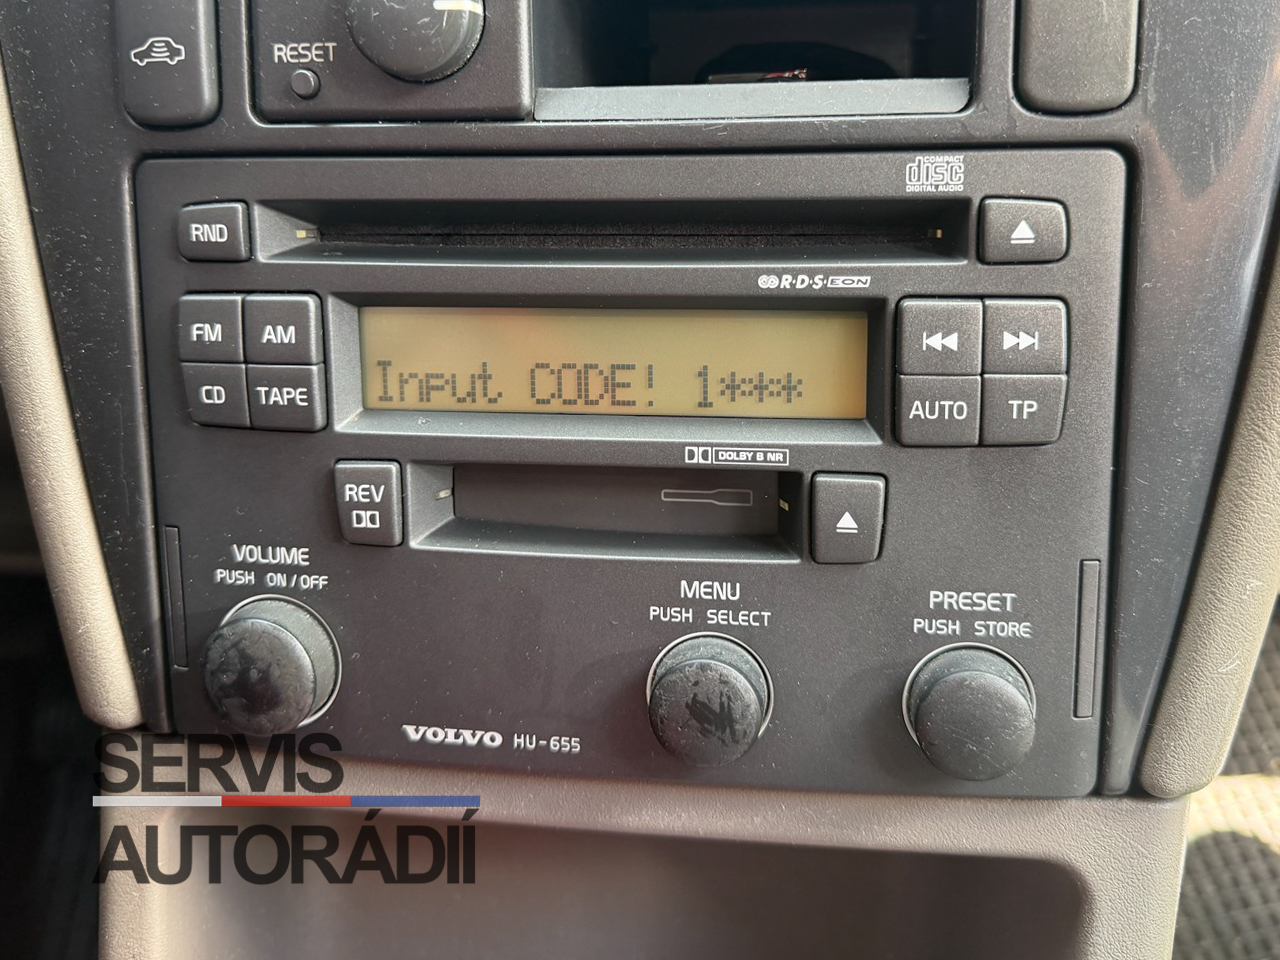 RESET
COMPACT
disc
DIGITAL AUDIO
RND
R·D·S·EON
FM
AM
CD
TAPE
Input CODE! 1***
AUTO
TP
DOLBY B NR
REV
VOLUME
PUSH ON/OFF
MENU
PUSH SELECT
PRESET
PUSH STORE
VOLVO HU-655
SERVIS
AUTORÁDIÍ